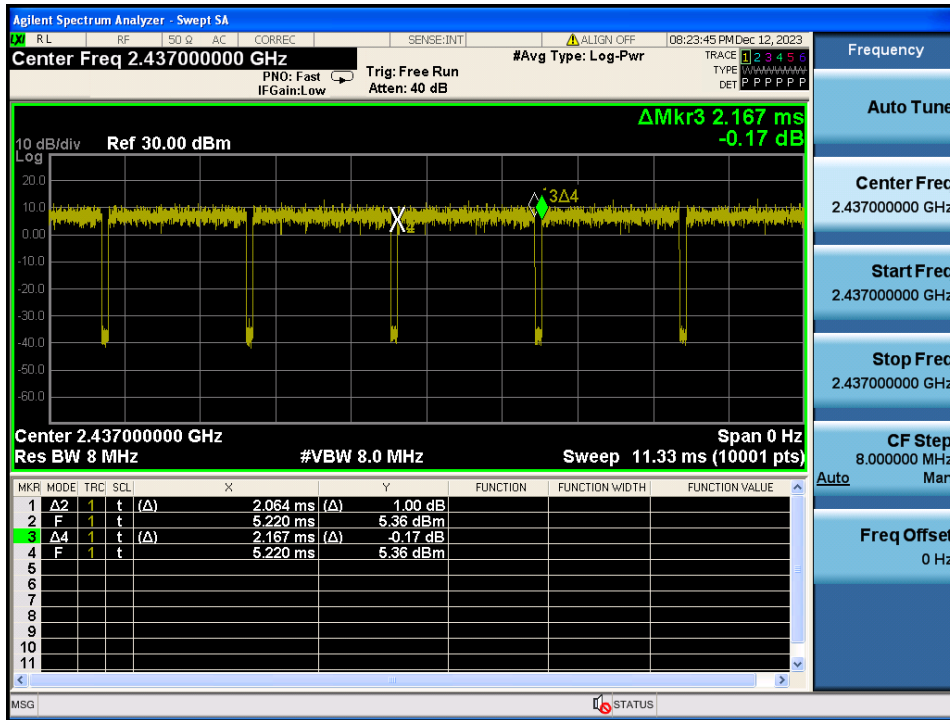 Agilent Spectrum Analyzer - Swept SA
LXI RL RF 50 Ω AC CORREC SENSE:INT ALIGN OFF 08:23:45 PM Dec 12, 2023
Center Freq 2.437000000 GHz
PNO: Fast
IFGain:Low
Trig: Free Run
Atten: 40 dB
#Avg Type: Log-Pwr
TRACE 1 2 3 4 5 6
TYPE
DET P P P P P P
ΔMkr3 2.167 ms
-0.17 dB
10 dB/div Ref 30.00 dBm
Log
20.0
10.0
0.00
-10.0
-20.0
-30.0
-40.0
-50.0
-60.0
3Δ4
4
Center 2.437000000 GHz Span 0 Hz
Res BW 8 MHz #VBW 8.0 MHz Sweep 11.33 ms (10001 pts)
MKR MODE TRC SCL X Y FUNCTION FUNCTION WIDTH FUNCTION VALUE
1 Δ2 1 t (Δ) 2.064 ms (Δ) 1.00 dB
2 F 1 t 5.220 ms 5.36 dBm
3 Δ4 1 t (Δ) 2.167 ms (Δ) -0.17 dB
4 F 1 t 5.220 ms 5.36 dBm
5
6
7
8
9
10
11
MSG STATUS
Frequency
Auto Tune
Center Freq
2.437000000 GHz
Start Freq
2.437000000 GHz
Stop Freq
2.437000000 GHz
CF Step
8.000000 MHz
Auto Man
Freq Offset
0 Hz